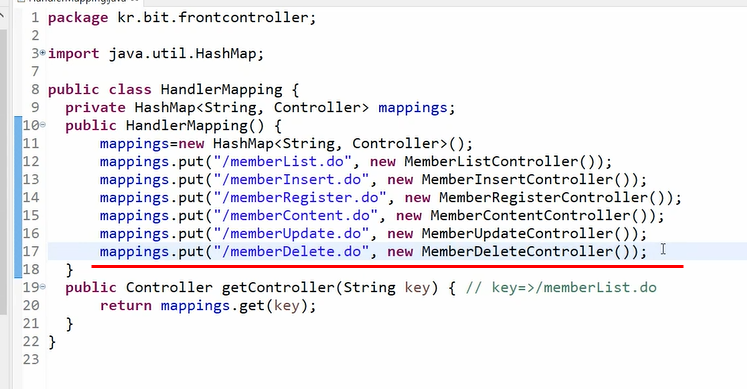 HandlerMapping.java
1 package kr.bit.frontcontroller;
2
3 import java.util.HashMap;
7
8 public class HandlerMapping {
9 private HashMap<String, Controller> mappings;
10 public HandlerMapping() {
11 mappings=new HashMap<String, Controller>();
12 mappings.put("/memberList.do", new MemberListController());
13 mappings.put("/memberInsert.do", new MemberInsertController());
14 mappings.put("/memberRegister.do", new MemberRegisterController());
15 mappings.put("/memberContent.do", new MemberContentController());
16 mappings.put("/memberUpdate.do", new MemberUpdateController());
17 mappings.put("/memberDelete.do", new MemberDeleteController());
18 }
19 public Controller getController(String key) { // key=>/memberList.do
20 return mappings.get(key);
21 }
22 }
23